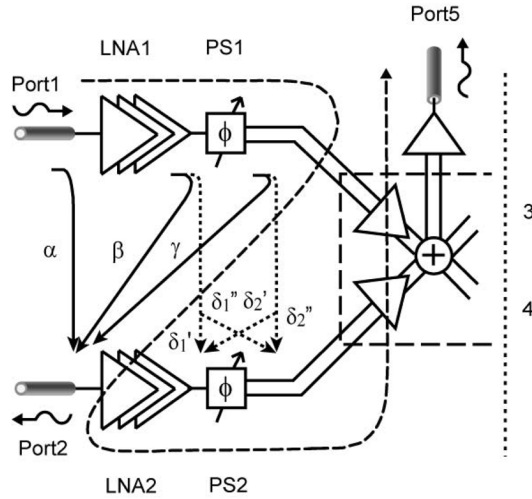 Port5
LNA1 PS1
Port1
ϕ
3
α β γ
+
δ₁'' δ₂'
δ₁' δ₂''
4
ϕ
Port2
LNA2 PS2